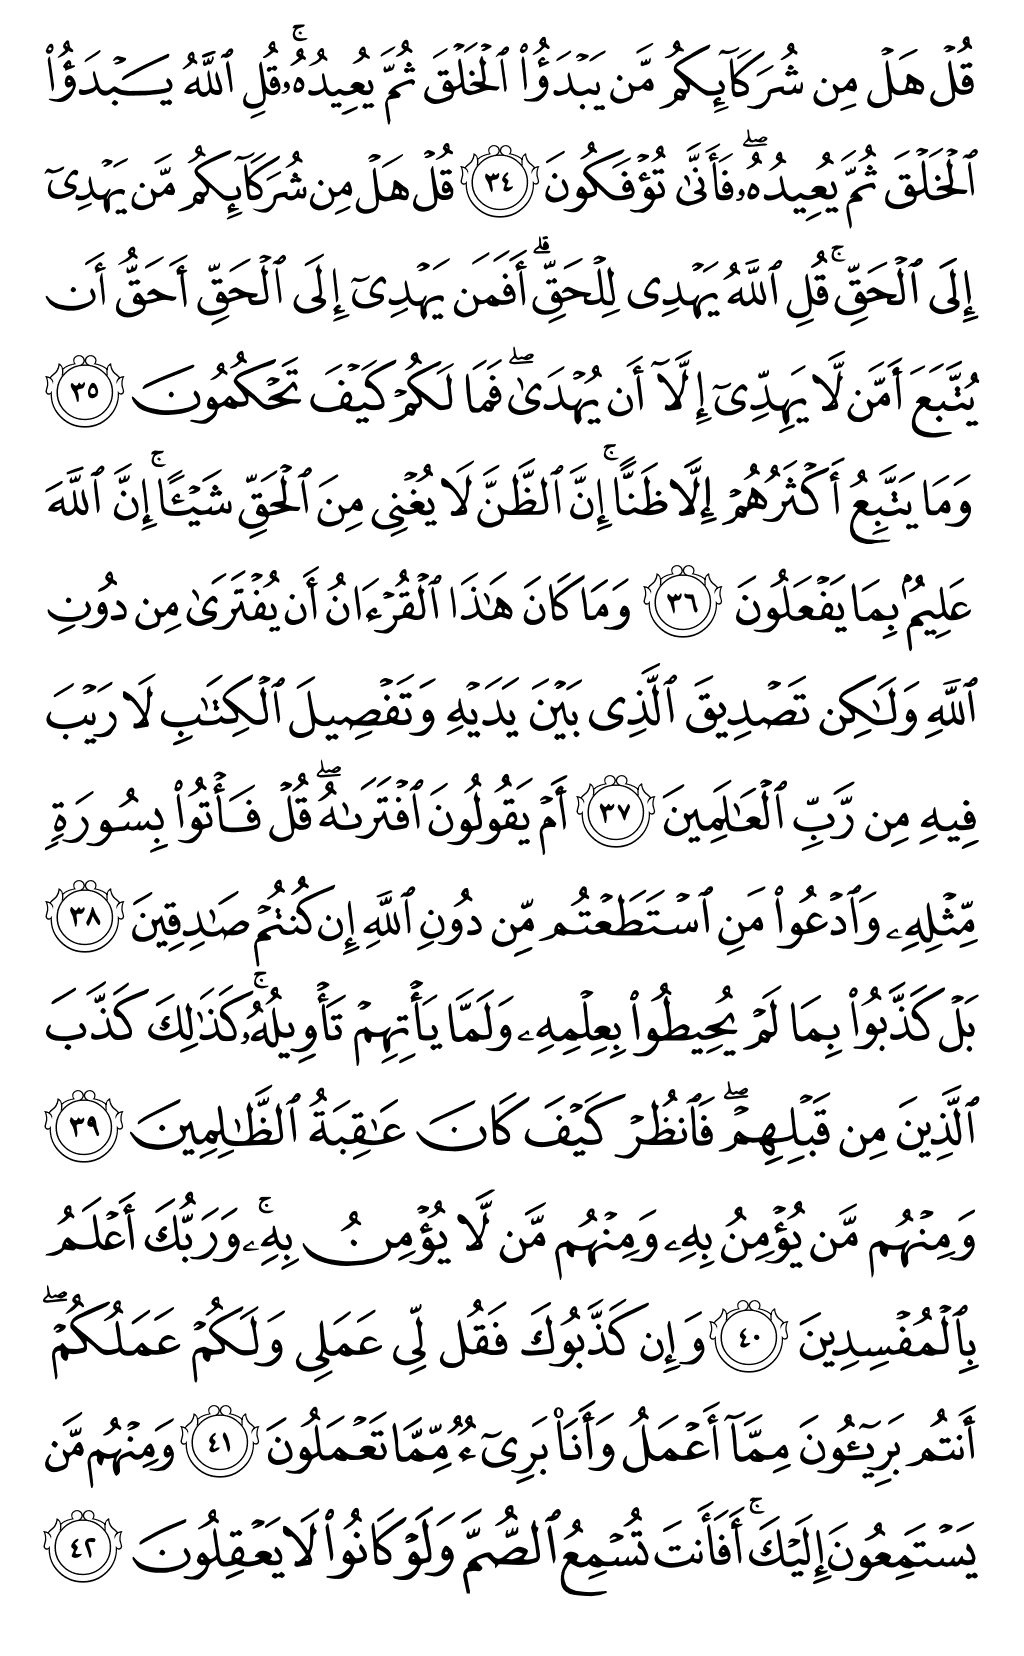 قُلْ هَلْ مِن شُرَكَآئِكُم مَّن يَبْدَؤُا۟ ٱلْخَلْقَ ثُمَّ يُعِيدُهُۥ ۚ قُلِ ٱللَّهُ يَبْدَؤُا۟
ٱلْخَلْقَ ثُمَّ يُعِيدُهُۥ ۖ فَأَنَّىٰ تُؤْفَكُونَ ٣٤ قُلْ هَلْ مِن شُرَكَآئِكُم مَّن يَهْدِىٓ
إِلَى ٱلْحَقِّ ۚ قُلِ ٱللَّهُ يَهْدِى لِلْحَقِّ ۗ أَفَمَن يَهْدِىٓ إِلَى ٱلْحَقِّ أَحَقُّ أَن
يُتَّبَعَ أَمَّن لَّا يَهِدِّىٓ إِلَّآ أَن يُهْدَىٰ ۖ فَمَا لَكُمْ كَيْفَ تَحْكُمُونَ ٣٥
وَمَا يَتَّبِعُ أَكْثَرُهُمْ إِلَّا ظَنًّا ۚ إِنَّ ٱلظَّنَّ لَا يُغْنِى مِنَ ٱلْحَقِّ شَيْـًٔا ۚ إِنَّ ٱللَّهَ
عَلِيمٌۢ بِمَا يَفْعَلُونَ ٣٦ وَمَا كَانَ هَـٰذَا ٱلْقُرْءَانُ أَن يُفْتَرَىٰ مِن دُونِ
ٱللَّهِ وَلَـٰكِن تَصْدِيقَ ٱلَّذِى بَيْنَ يَدَيْهِ وَتَفْصِيلَ ٱلْكِتَـٰبِ لَا رَيْبَ
فِيهِ مِن رَّبِّ ٱلْعَـٰلَمِينَ ٣٧ أَمْ يَقُولُونَ ٱفْتَرَىٰهُ ۖ قُلْ فَأْتُوا۟ بِسُورَةٍ
مِّثْلِهِۦ وَٱدْعُوا۟ مَنِ ٱسْتَطَعْتُم مِّن دُونِ ٱللَّهِ إِن كُنتُمْ صَـٰدِقِينَ ٣٨
بَلْ كَذَّبُوا۟ بِمَا لَمْ يُحِيطُوا۟ بِعِلْمِهِۦ وَلَمَّا يَأْتِهِمْ تَأْوِيلُهُۥ ۚ كَذَٰلِكَ كَذَّبَ
ٱلَّذِينَ مِن قَبْلِهِمْ ۖ فَٱنظُرْ كَيْفَ كَانَ عَـٰقِبَةُ ٱلظَّـٰلِمِينَ ٣٩
وَمِنْهُم مَّن يُؤْمِنُ بِهِۦ وَمِنْهُم مَّن لَّا يُؤْمِنُ بِهِۦ ۚ وَرَبُّكَ أَعْلَمُ
بِٱلْمُفْسِدِينَ ٤٠ وَإِن كَذَّبُوكَ فَقُل لِّى عَمَلِى وَلَكُمْ عَمَلُكُمْ ۖ
أَنتُم بَرِيٓـُٔونَ مِمَّآ أَعْمَلُ وَأَنَا۠ بَرِىٓءٌ مِّمَّا تَعْمَلُونَ ٤١ وَمِنْهُم مَّن
يَسْتَمِعُونَ إِلَيْكَ ۚ أَفَأَنتَ تُسْمِعُ ٱلصُّمَّ وَلَوْ كَانُوا۟ لَا يَعْقِلُونَ ٤٢